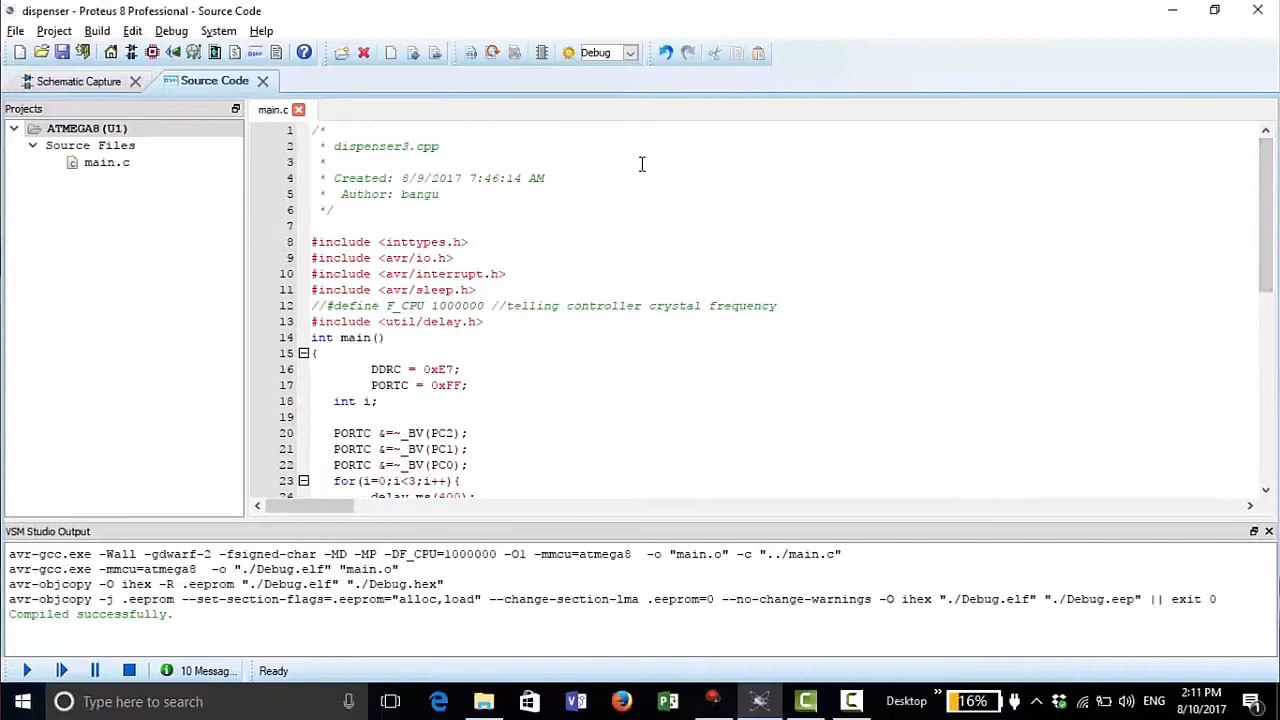 dispenser - Proteus 8 Professional - Source Code
File Project Build Edit Debug System Help
Debug
Schematic Capture
Source Code
Projects
main.c
ATMEGA8 (U1)
Source Files
main.c
1 /*
2 * dispenser3.cpp
3 *
4 * Created: 8/9/2017 7:46:14 AM
5 * Author: bangu
6 */
7
8 #include <inttypes.h>
9 #include <avr/io.h>
10 #include <avr/interrupt.h>
11 #include <avr/sleep.h>
12 //#define F_CPU 1000000 //telling controller crystal frequency
13 #include <util/delay.h>
14 int main()
15 {
16 DDRC = 0xE7;
17 PORTC = 0xFF;
18 int i;
19
20 PORTC &=~_BV(PC2);
21 PORTC &=~_BV(PC1);
22 PORTC &=~_BV(PC0);
23 for(i=0;i<3;i++){
24 _delay_ms(400);
VSM Studio Output
avr-gcc.exe -Wall -gdwarf-2 -fsigned-char -MD -MP -DF_CPU=1000000 -O1 -mmcu=atmega8 -o "main.o" -c "../main.c"
avr-gcc.exe -mmcu=atmega8 -o "./Debug.elf" "main.o"
avr-objcopy -O ihex -R .eeprom "./Debug.elf" "./Debug.hex"
avr-objcopy -j .eeprom --set-section-flags=.eeprom="alloc,load" --change-section-lma .eeprom=0 --no-change-warnings -O ihex "./Debug.elf" "./Debug.eep" || exit 0
Compiled successfully.
10 Messag...
Ready
Type here to search
Desktop
16%
ENG
2:11 PM
8/10/2017